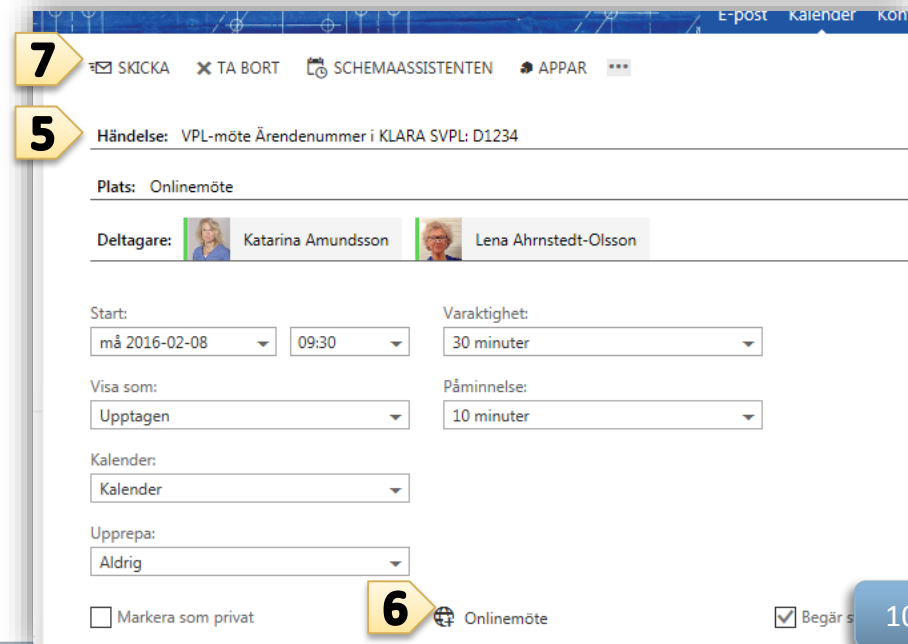 E-post Kalender
7 SKICKA TA BORT SCHEMAASSISTENTEN APPAR
5 Händelse: VPL-möte Ärendenummer i KLARA SVPL: D1234
Plats: Onlinemöte
Deltagare: Katarina Amundsson Lena Ahrnstedt-Olsson
Start: Varaktighet:
må 2016-02-08 09:30 30 minuter
Visa som: Påminnelse:
Upptagen 10 minuter
Kalender:
Kalender
Upprepa:
Aldrig
Markera som privat 6 Onlinemöte Begär
10